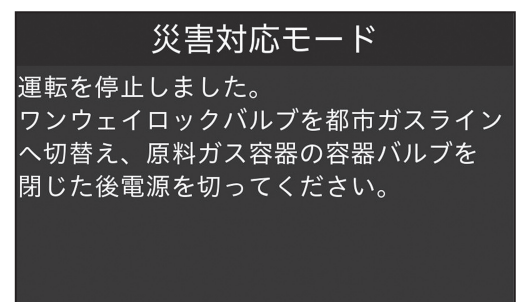 災害対応モード
運転を停止しました。
ワンウェイロックバルブを都市ガスライン
へ切替え、原料ガス容器の容器バルブを
閉じた後電源を切ってください。